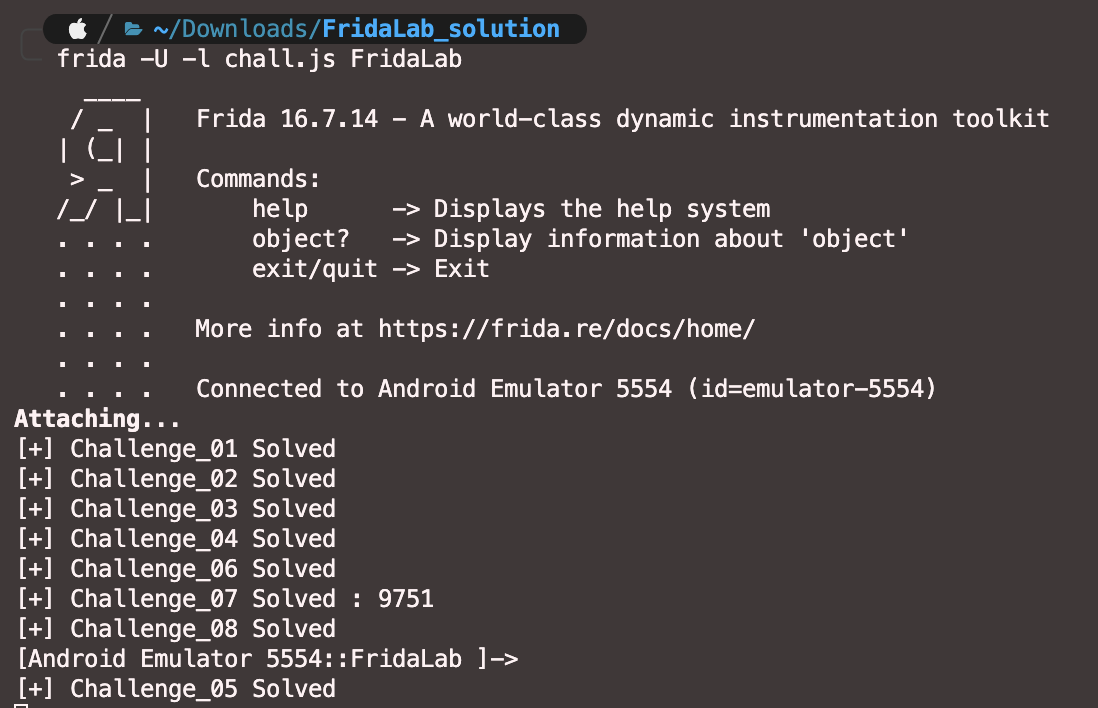 ~/Downloads/FridaLab_solution
frida -U -l chall.js FridaLab
     ____
    / _  |   Frida 16.7.14 - A world-class dynamic instrumentation toolkit
   | (_| |
    > _  |   Commands:
   /_/ |_|       help      -> Displays the help system
   . . . .       object?   -> Display information about 'object'
   . . . .       exit/quit -> Exit
   . . . .
   . . . .   More info at https://frida.re/docs/home/
   . . . .
   . . . .   Connected to Android Emulator 5554 (id=emulator-5554)
Attaching...
[+] Challenge_01 Solved
[+] Challenge_02 Solved
[+] Challenge_03 Solved
[+] Challenge_04 Solved
[+] Challenge_06 Solved
[+] Challenge_07 Solved : 9751
[+] Challenge_08 Solved
[Android Emulator 5554::FridaLab ]->
[+] Challenge_05 Solved